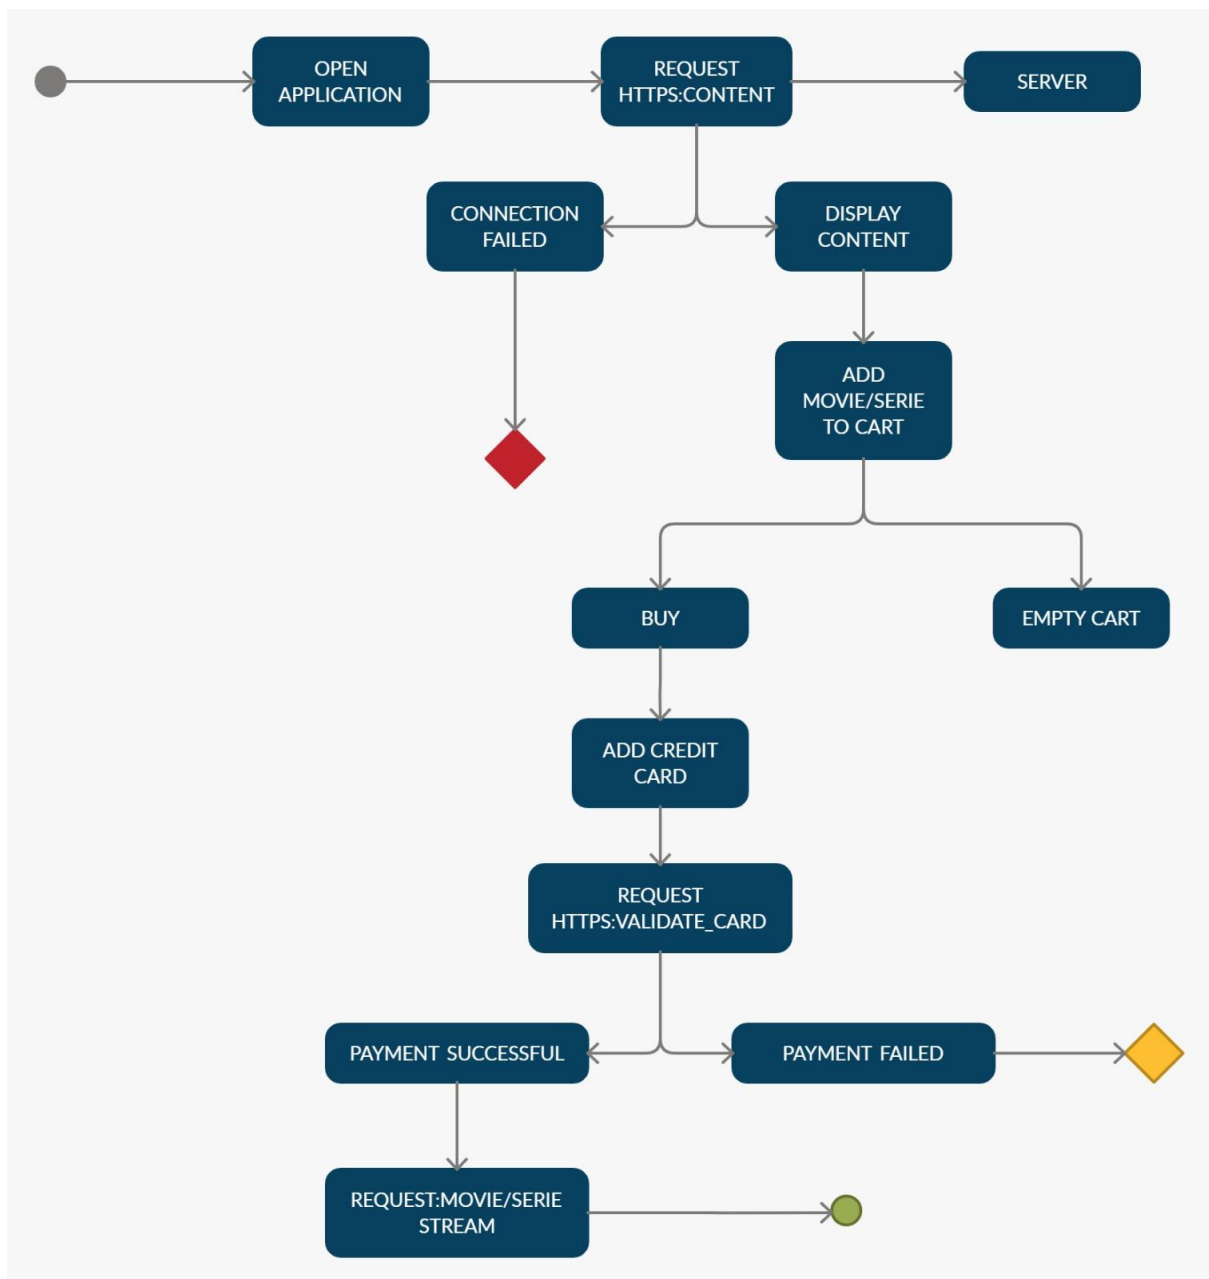 OPEN
APPLICATION
REQUEST
HTTPS:CONTENT
SERVER
CONNECTION
FAILED
DISPLAY
CONTENT
ADD
MOVIE/SERIE
TO CART
BUY
EMPTY CART
ADD CREDIT
CARD
REQUEST
HTTPS:VALIDATE_CARD
PAYMENT SUCCESSFUL
PAYMENT FAILED
REQUEST:MOVIE/SERIE
STREAM